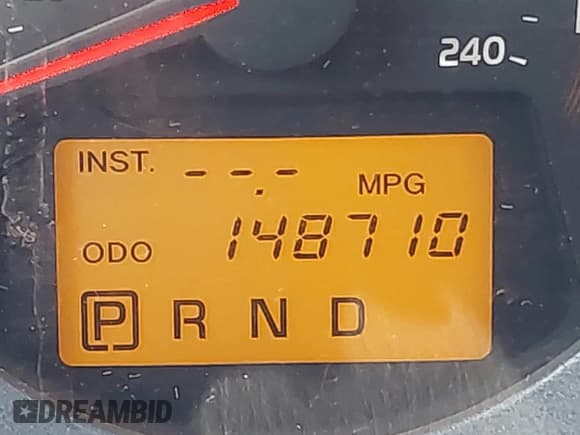 240
INST. --.- MPG
ODO 148710
P R N D
DREAMBID